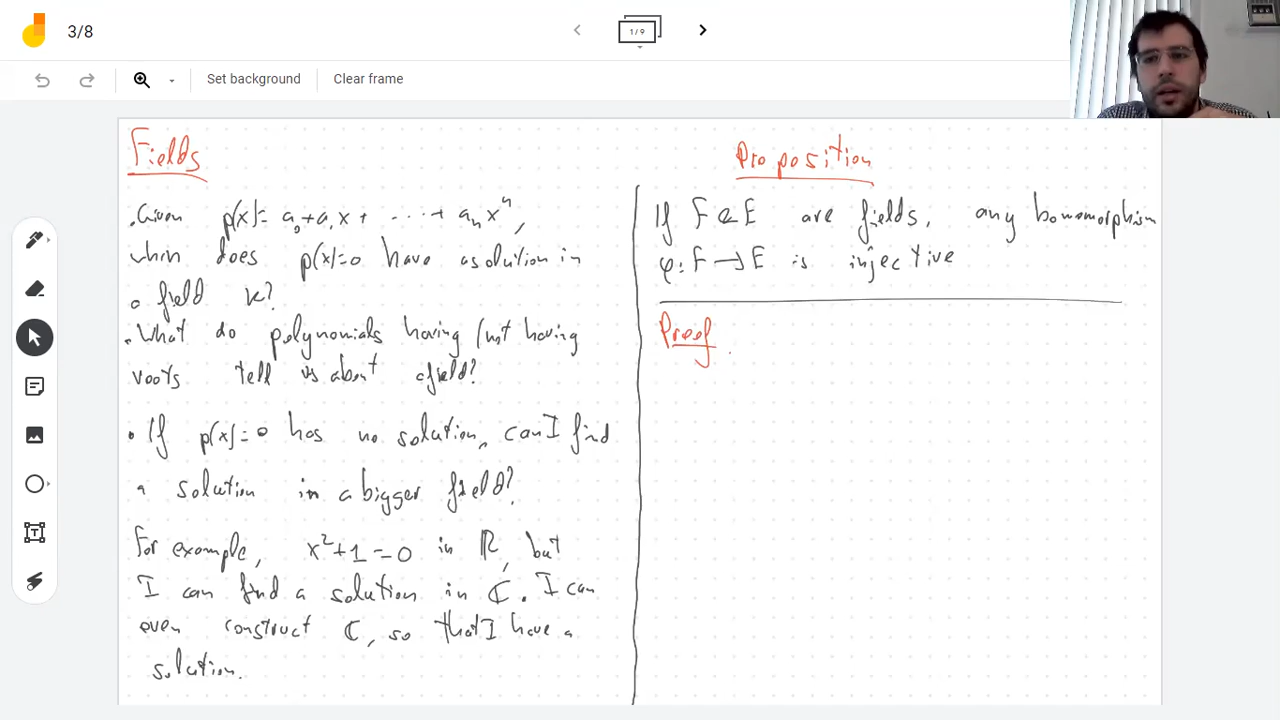 3/8
1/9
Set background
Clear frame
Fields
. Given p(x) = a₀ + a₁x + ... + aₙxⁿ,
when does p(x)=0 have a solution in
a field K?
. What do polynomials having / not having
roots tell us about a field?
• If p(x)=0 has no solution, can I find
a solution in a bigger field?
For example, x²+1=0 in ℝ, but
I can find a solution in ℂ. I can
even construct ℂ, so that I have a
solution.
Proposition
If F & E are fields, any homomorphism
φ: F → E is injective
Proof